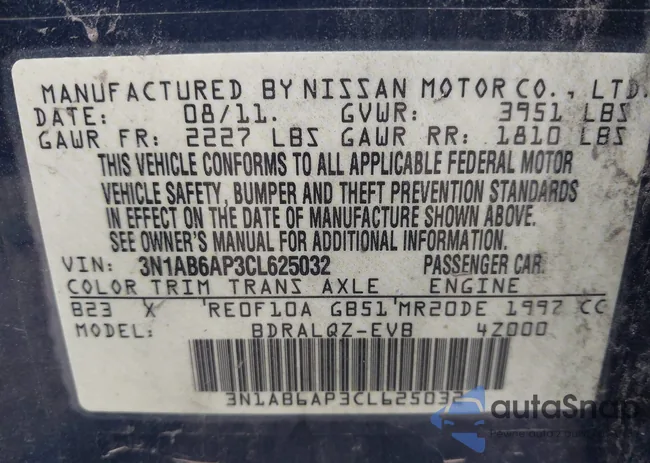 MANUFACTURED BY NISSAN MOTOR CO., LTD.
DATE: 08/11. GVWR: 3951 LBS
GAWR FR: 2227 LBS GAWR RR: 1810 LBS
THIS VEHICLE CONFORMS TO ALL APPLICABLE FEDERAL MOTOR
VEHICLE SAFETY, BUMPER AND THEFT PREVENTION STANDARDS
IN EFFECT ON THE DATE OF MANUFACTURE SHOWN ABOVE.
SEE OWNER'S MANUAL FOR ADDITIONAL INFORMATION.
VIN: 3N1AB6AP3CL625032 PASSENGER CAR.
COLOR TRIM TRANS AXLE ENGINE
B23 X 'RE0F10A GB51'MR20DE 1997 CC
MODEL: BDRALQZ-EVB 4Z000
3N1AB6AP3CL625032
autaSnap